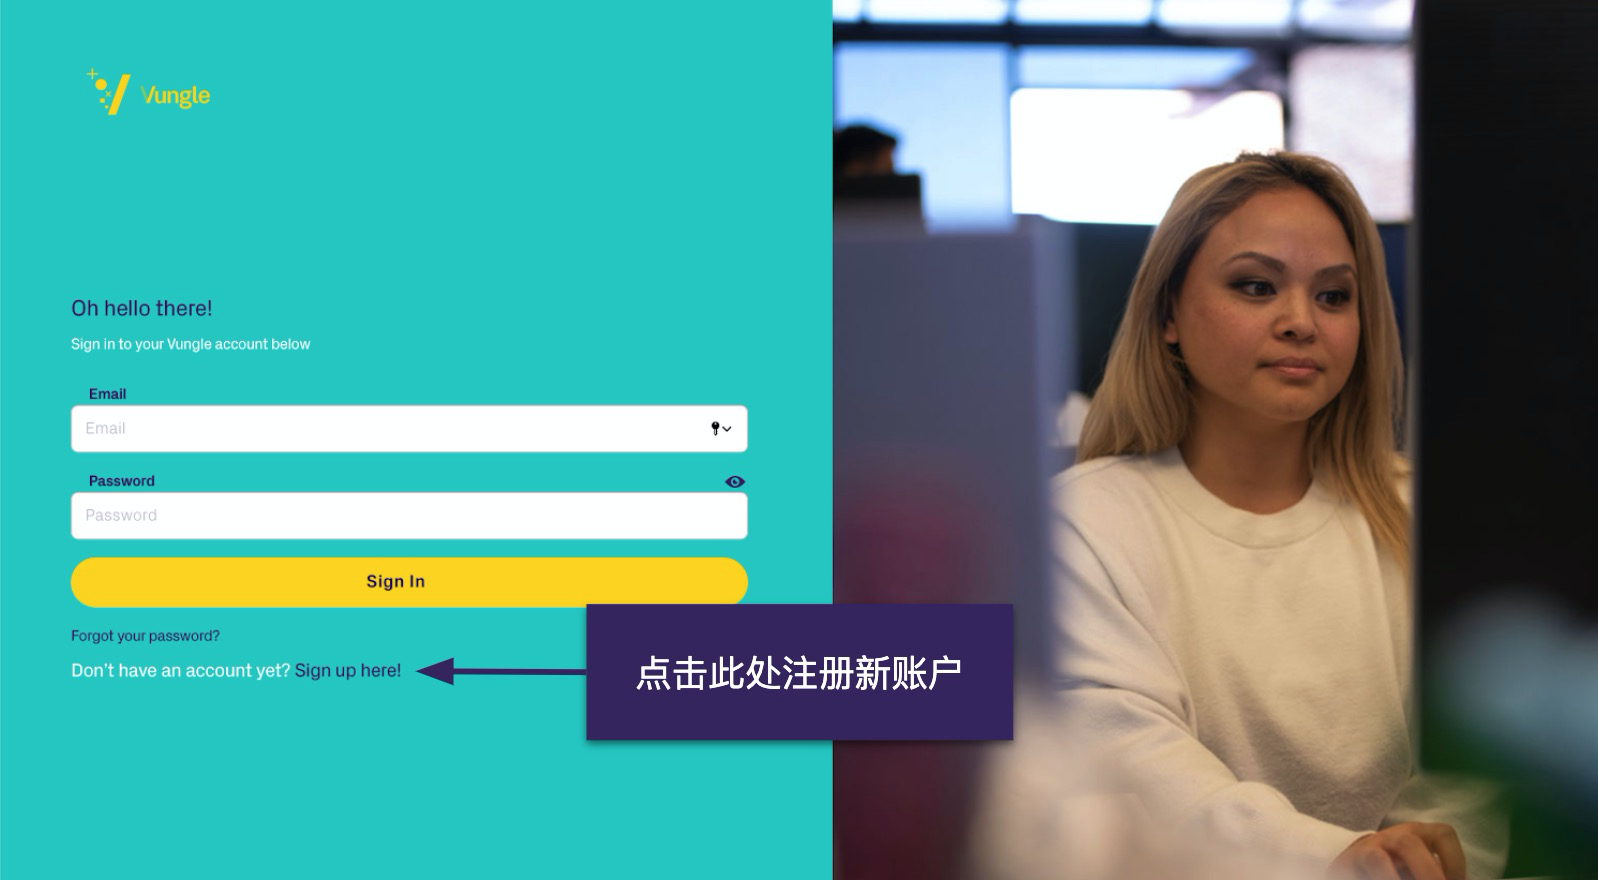 Vungle
Oh hello there!
Sign in to your Vungle account below
Email
Email
Password
Password
Sign In
Forgot your password?
Don't have an account yet? Sign up here!
点击此处注册新账户